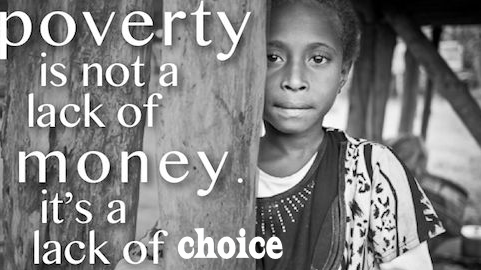 poverty
is not a
lack of
money.
it's a
lack of choice